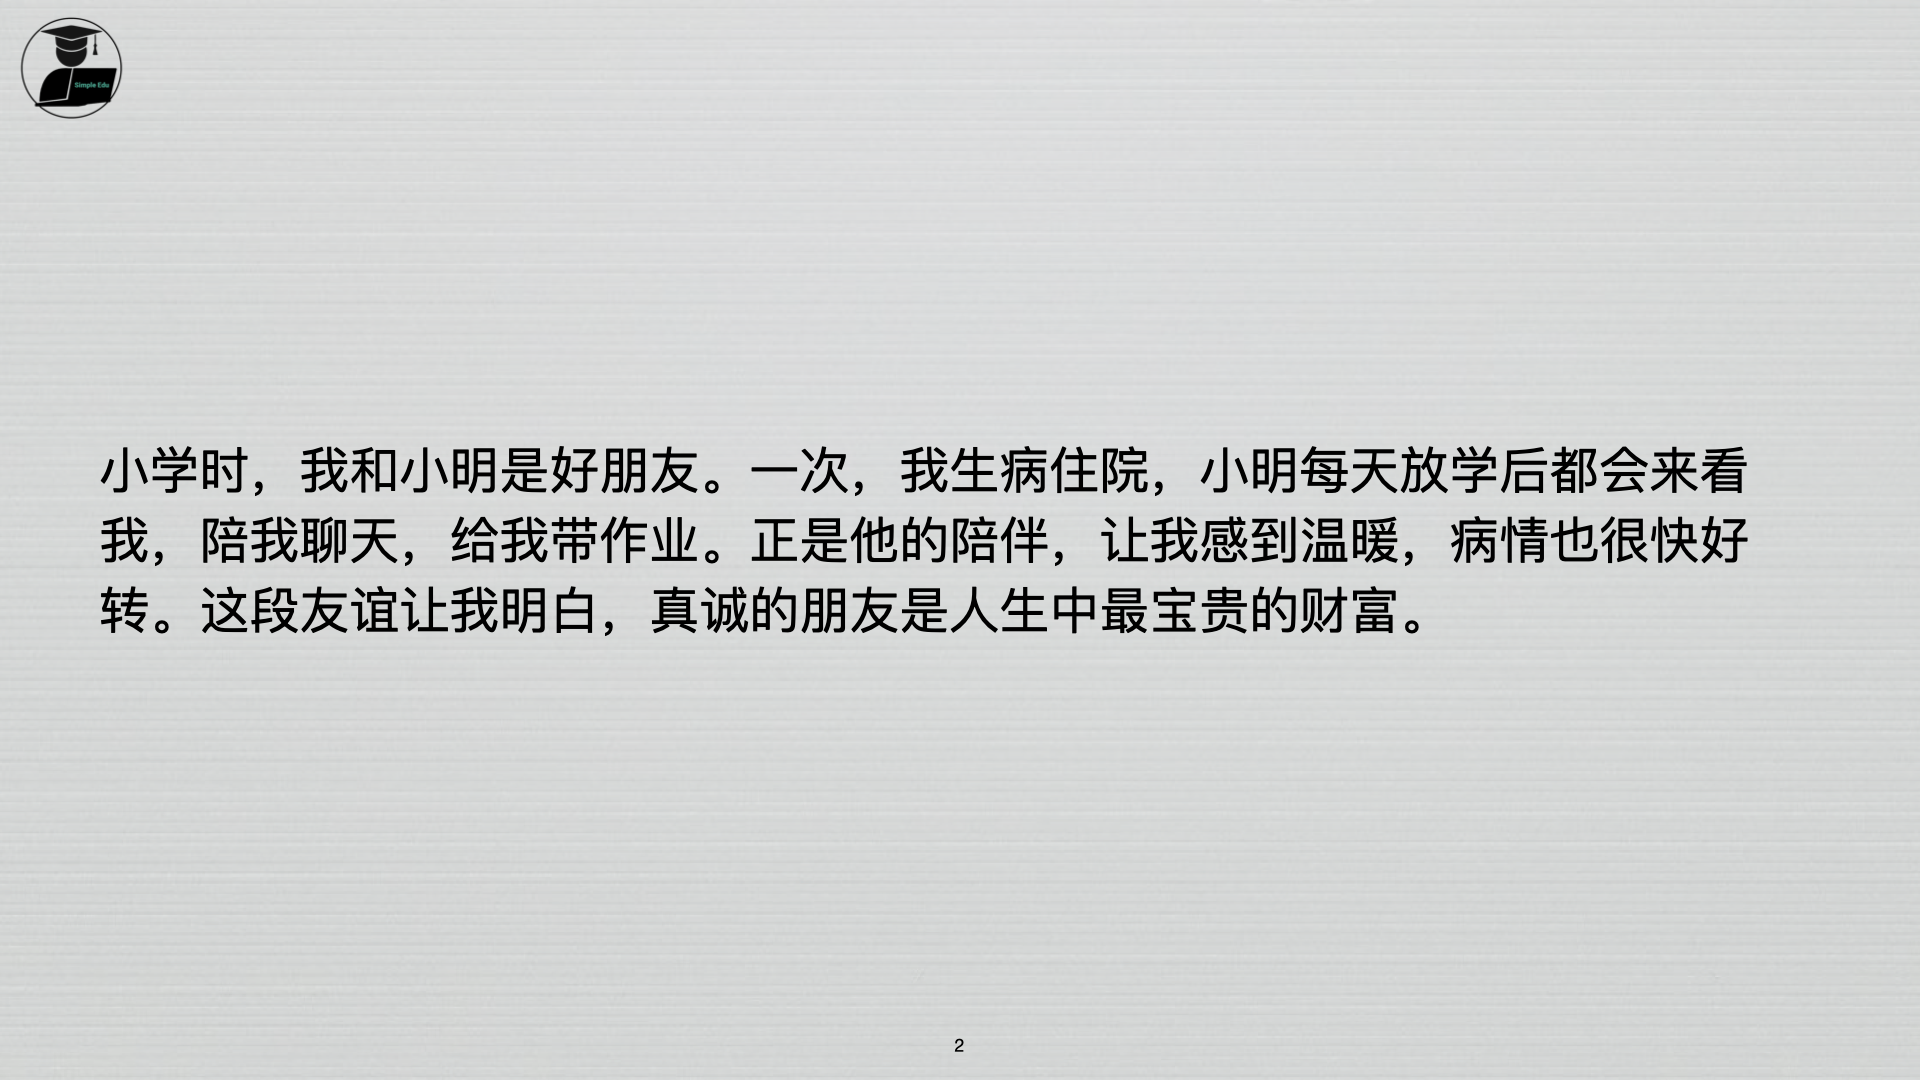 Simple Edu
小学时，我和小明是好朋友。一次，我生病住院，小明每天放学后都会来看
我，陪我聊天，给我带作业。正是他的陪伴，让我感到温暖，病情也很快好
转。这段友谊让我明白，真诚的朋友是人生中最宝贵的财富。
2